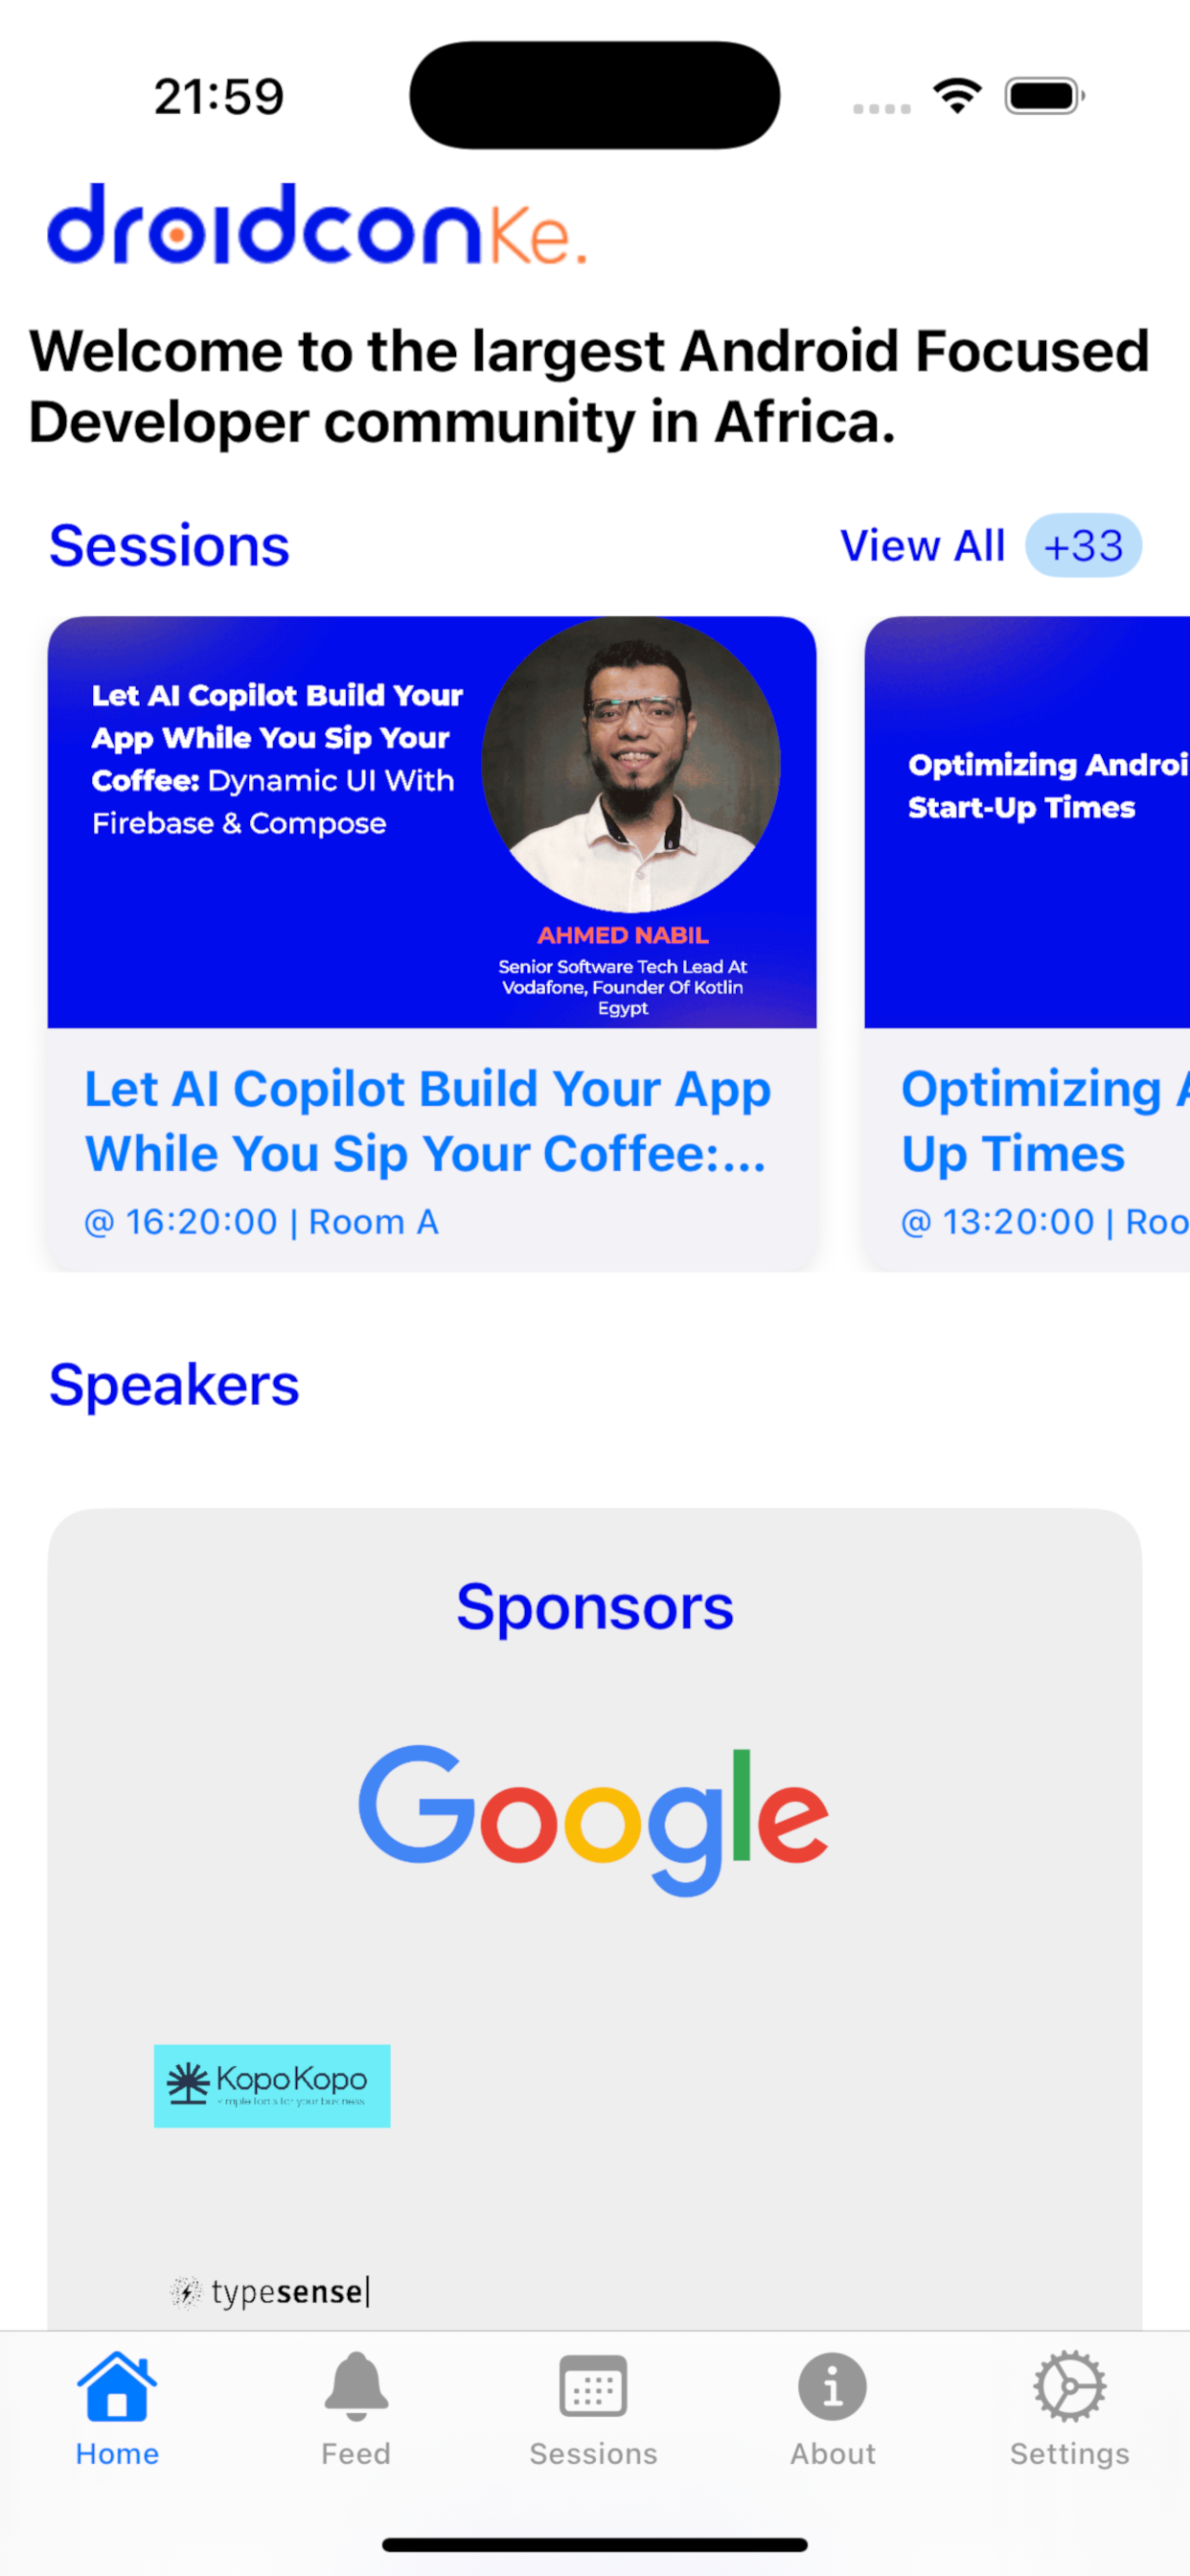 21:59
droidconKe.
Welcome to the largest Android Focused
Developer community in Africa.
Sessions
View All +33
Let AI Copilot Build Your
App While You Sip Your
Coffee: Dynamic UI With
Firebase & Compose
AHMED NABIL
Senior Software Tech Lead At
Vodafone, Founder Of Kotlin
Egypt
Let AI Copilot Build Your App
While You Sip Your Coffee:...
@ 16:20:00 | Room A
Optimizing Androi
Start-Up Times
Optimizing A
Up Times
@ 13:20:00 | Roo
Speakers
Sponsors
Google
KopoKopo
for your business
typesense|
Home
Feed
Sessions
About
Settings